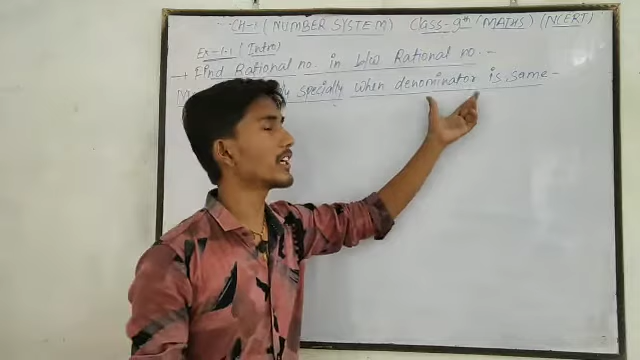 CH-1 (NUMBER SYSTEM) Class-9th (MATHS) (NCERT)
Ex-1.1 (Intro)
→ Find Rational no. in b/w Rational no. -
specially when denominator is same -